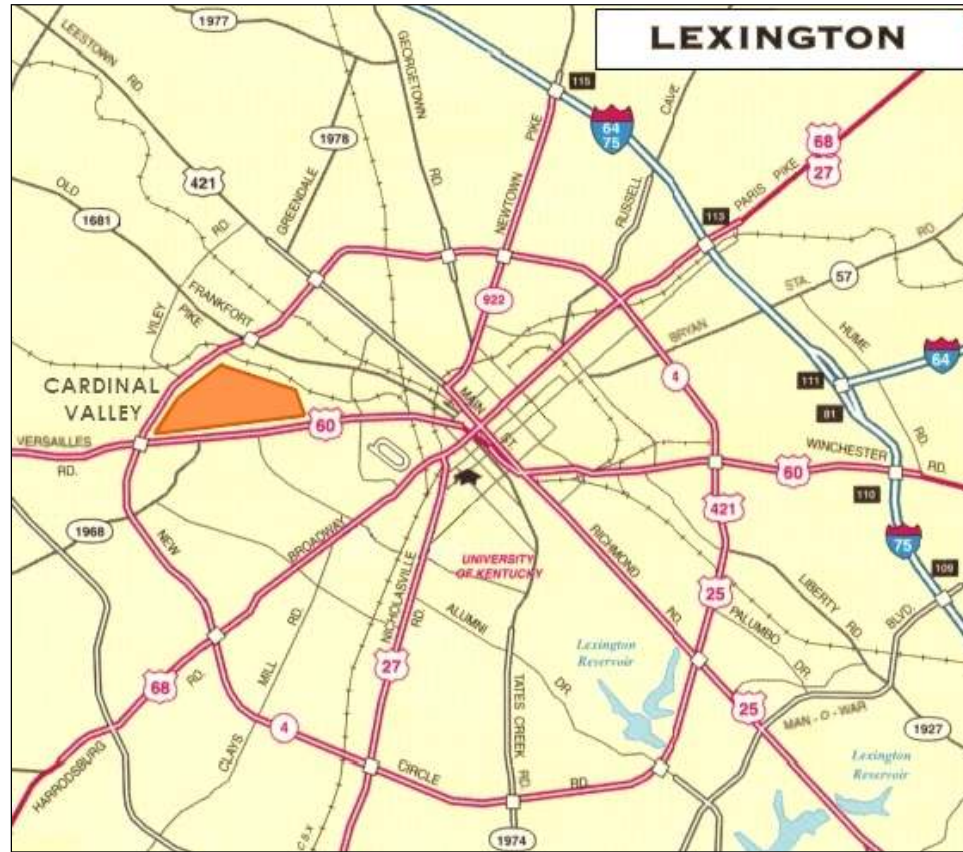 LEXINGTON
1977
LEESTOWN
RD.
GEORGETOWN
RD.
115
64
75
CAVE
RUSSELL
68
27
PARIS PIKE
1978
GREENDALE
PIKE
NEWTOWN
421
OLD
1681
RD.
VILEY
FRANKFORT
PIKE
113
RD.
STA.
57
BRYAN
HUME
RD.
922
4
64
111
81
CARDINAL
VALLEY
60
MAIN
ST.
VERSAILLES
RD.
WINCHESTER
RD.
60
110
421
75
109
1968
NEW
BROADWAY
UNIVERSITY
OF KENTUCKY
RICHMOND
RD.
25
LIBERTY
RD.
BLVD.
NICHOLASVILLE
RD.
ALUMNI
DR.
PALUMBO
DR.
Lexington
Reservoir
27
68
RD.
MILL
RD.
CLAYS
TATES CREEK
RD.
25
MAN - O - WAR
1927
4
CIRCLE
RD.
HARRODSBURG
Lexington
Reservoir
C S X
1974